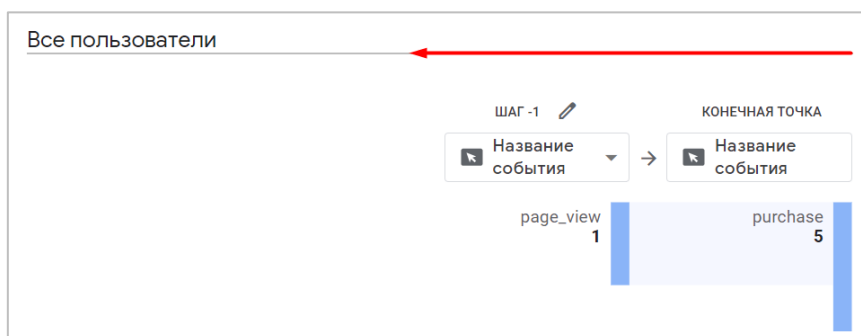 Все пользователи
ШАГ -1
КОНЕЧНАЯ ТОЧКА
Название
события
Название
события
page_view
1
purchase
5